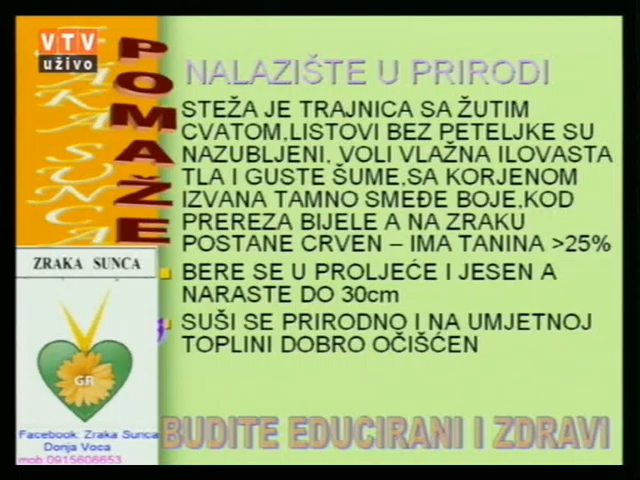 VTV
uživo
ZRAKA SUNCA
POMAŽE
NALAZIŠTE U PRIRODI
STEŽA JE TRAJNICA SA ŽUTIM
CVATOM,LISTOVI BEZ PETELJKE SU
NAZUBLJENI, VOLI VLAŽNA ILOVASTA
TLA I GUSTE ŠUME,SA KORJENOM
IZVANA TAMNO SMEĐE BOJE,KOD
PREREZA BIJELE A NA ZRAKU
POSTANE CRVEN – IMA TANINA >25%
BERE SE U PROLJEĆE I JESEN A
NARASTE DO 30cm
SUŠI SE PRIRODNO I NA UMJETNOJ
TOPLINI DOBRO OČIŠĆEN
ZRAKA SUNCA
GR
Facebook: Zraka Sunca
Donja Voca
mob:0915606653
BUDITE EDUCIRANI I ZDRAVI